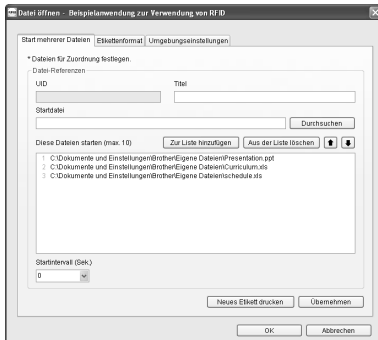 Datei öffnen - Beispielanwendung zur Verwendung von RFID
Start mehrerer Dateien Etikettenformat Umgebungseinstellungen
* Dateien für Zuordnung festlegen.
Datei-Referenzen
UID Titel
Startdatei
Durchsuchen
Diese Dateien starten (max. 10) Zur Liste hinzufügen Aus der Liste löschen
1 C:\Dokumente und Einstellungen\Brother\Eigene Dateien\Presentation.ppt
2 C:\Dokumente und Einstellungen\Brother\Eigene Dateien\Curriculum.xls
3 C:\Dokumente und Einstellungen\Brother\Eigene Dateien\schedule.xls
Startintervall (Sek.)
0
Neues Etikett drucken Übernehmen
OK Abbrechen